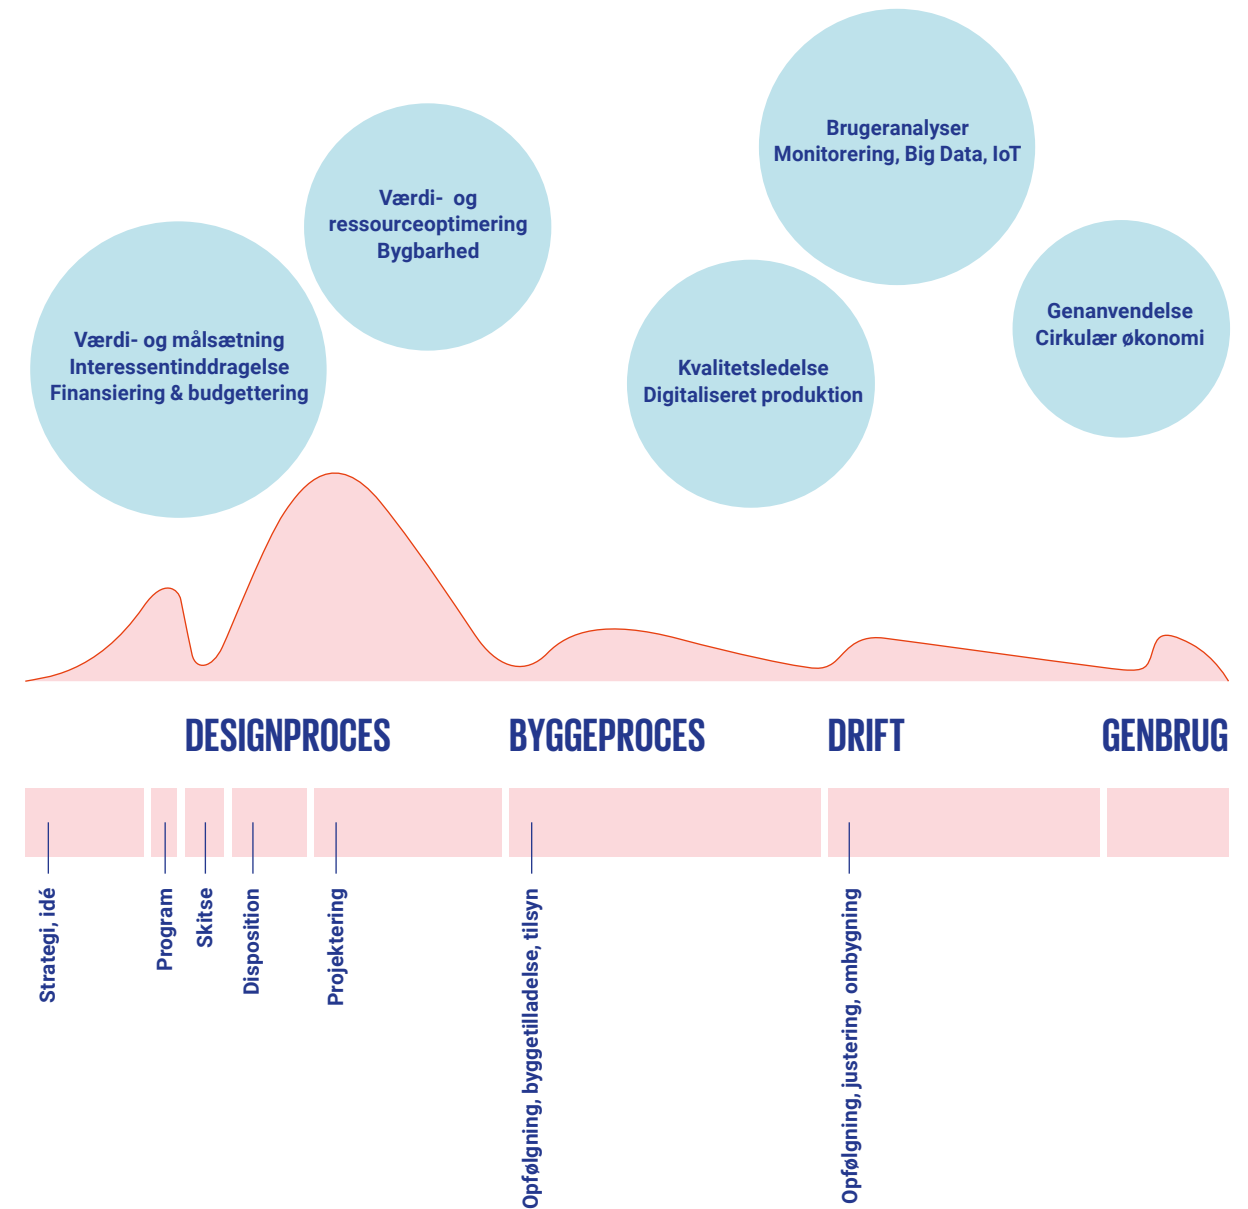 Brugeranalyser
Monitorering, Big Data, IoT
Værdi- og
ressourceoptimering
Bygbarhed
Genanvendelse
Cirkulær økonomi
Værdi- og målsætning
Interessentinddragelse
Finansiering & budgettering
Kvalitetsledelse
Digitaliseret produktion
DESIGNPROCES
BYGGEPROCES
DRIFT
GENBRUG
Strategi, idé
Program
Skitse
Disposition
Projektering
Opfølgning, byggetilladelse, tilsyn
Opfølgning, justering, ombygning